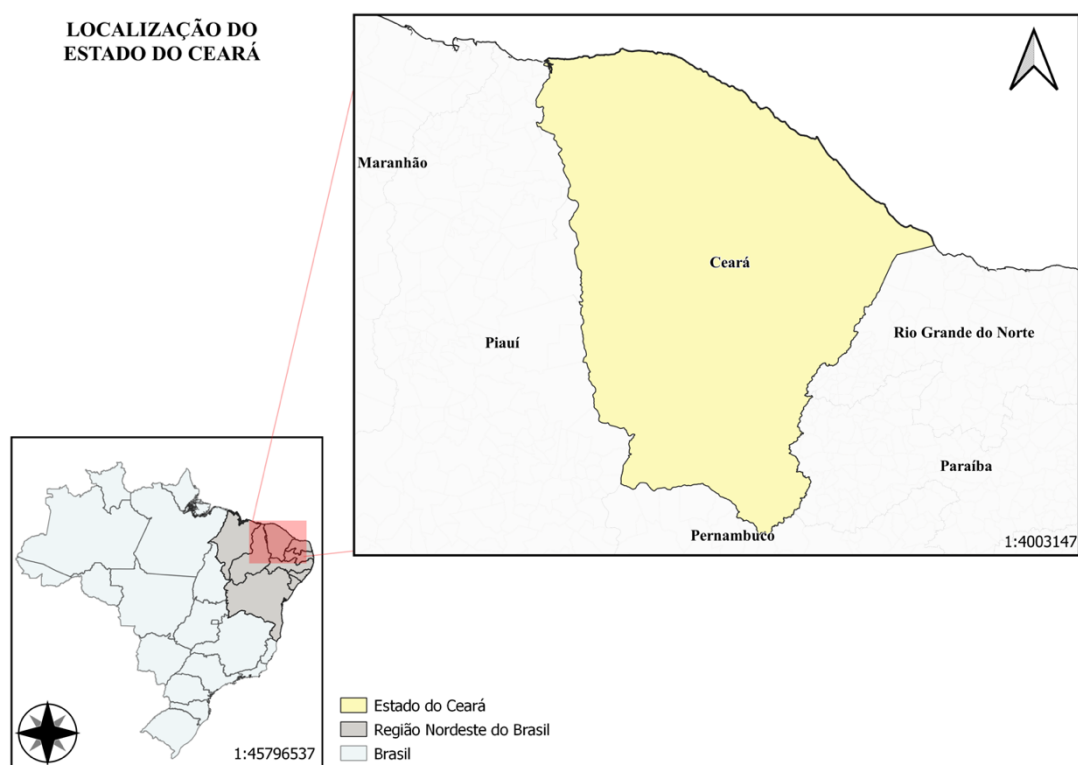 LOCALIZAÇÃO DO
ESTADO DO CEARÁ
Maranhão
Ceará
Rio Grande do Norte
Piauí
Paraíba
Pernambuco
1:4003147
1:45796537
Estado do Ceará
Região Nordeste do Brasil
Brasil